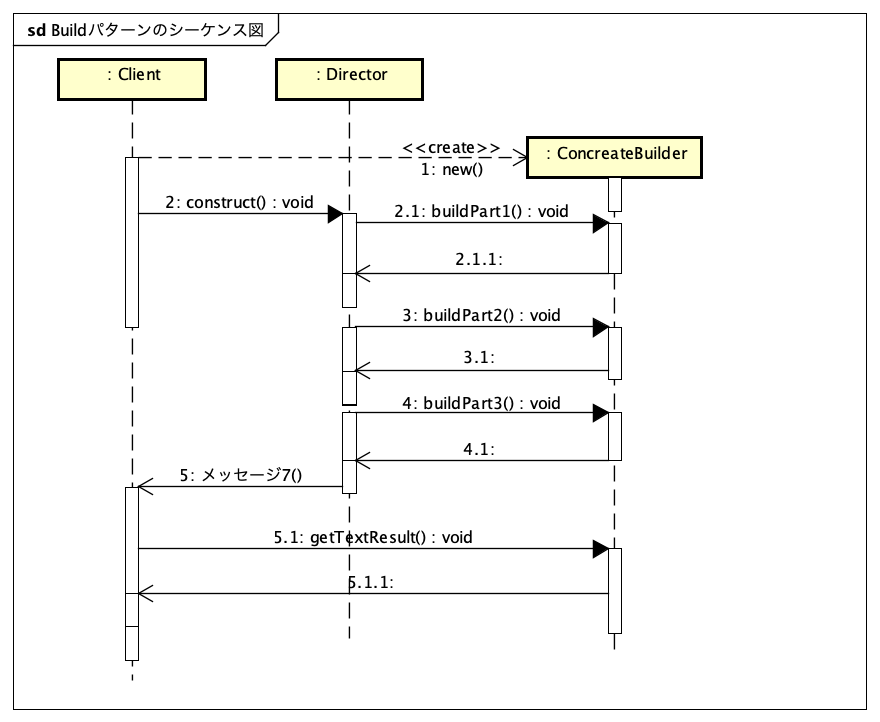 sd Buildパターンのシーケンス図
: Client
: Director
<<create>>
1: new()
: ConcreateBuilder
2: construct() : void
2.1: buildPart1() : void
2.1.1:
3: buildPart2() : void
3.1:
4: buildPart3() : void
4.1:
5: メッセージ7()
5.1: getTextResult() : void
5.1.1: